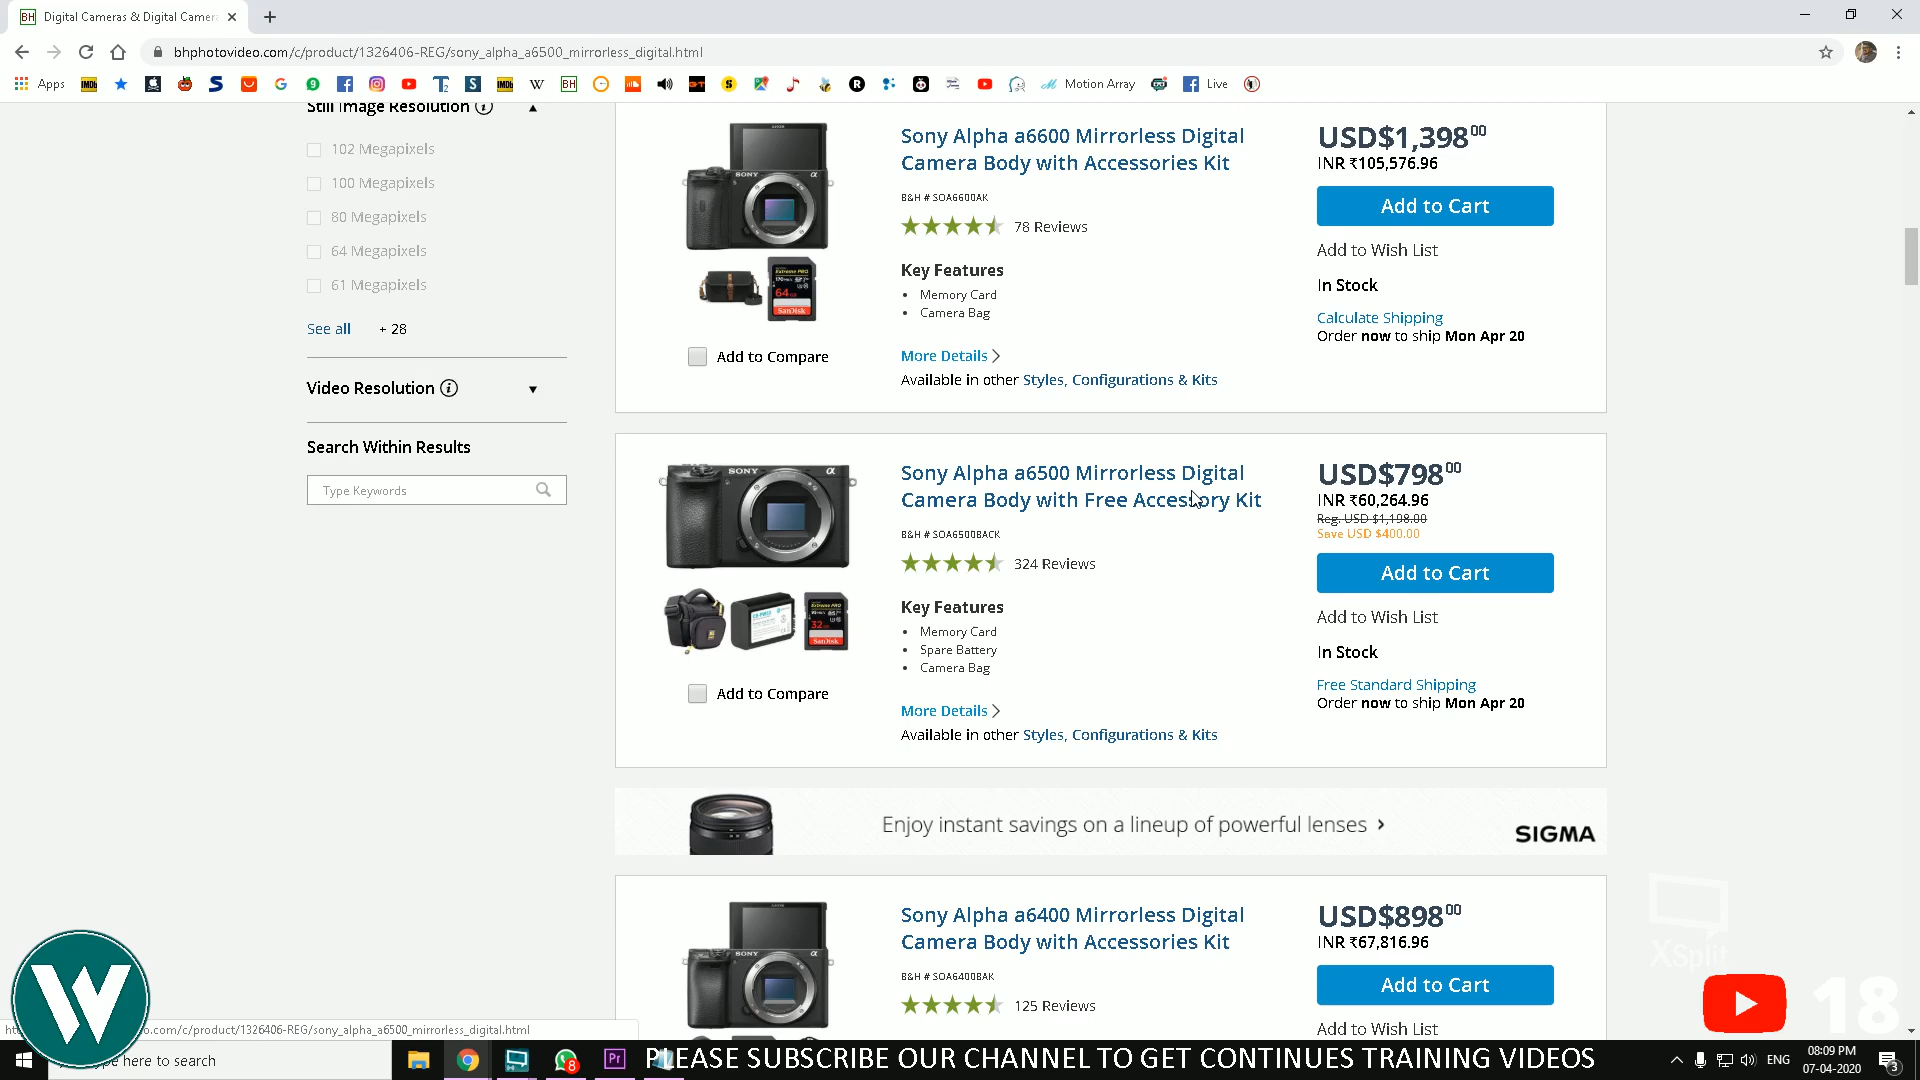 BH Digital Cameras & Digital Camera
bhphotovideo.com/c/product/1326406-REG/sony_alpha_a6500_mirrorless_digital.html
Apps
Motion Array
Live
Still Image Resolution
102 Megapixels
100 Megapixels
80 Megapixels
64 Megapixels
61 Megapixels
See all + 28
Video Resolution
Search Within Results
Type Keywords
Sony Alpha a6600 Mirrorless Digital
Camera Body with Accessories Kit
B&H # SOA6600AK
78 Reviews
Key Features
Memory Card
Camera Bag
Add to Compare
More Details
Available in other Styles, Configurations & Kits
USD$1,398.00
INR ₹105,576.96
Add to Cart
Add to Wish List
In Stock
Calculate Shipping
Order now to ship Mon Apr 20
Sony Alpha a6500 Mirrorless Digital
Camera Body with Free Accessory Kit
B&H # SOA6500BACK
324 Reviews
Key Features
Memory Card
Spare Battery
Camera Bag
Add to Compare
More Details
Available in other Styles, Configurations & Kits
USD$798.00
INR ₹60,264.96
Reg. USD $1,198.00
Save USD $400.00
Add to Cart
Add to Wish List
In Stock
Free Standard Shipping
Order now to ship Mon Apr 20
Enjoy instant savings on a lineup of powerful lenses
SIGMA
Sony Alpha a6400 Mirrorless Digital
Camera Body with Accessories Kit
B&H # SOA6400BAK
125 Reviews
USD$898.00
INR ₹67,816.96
Add to Cart
Add to Wish List
XSplit
18
W
o.com/c/product/1326406-REG/sony_alpha_a6500_mirrorless_digital.html
here to search
PLEASE SUBSCRIBE OUR CHANNEL TO GET CONTINUES TRAINING VIDEOS
ENG
08:09 PM
07-04-2020